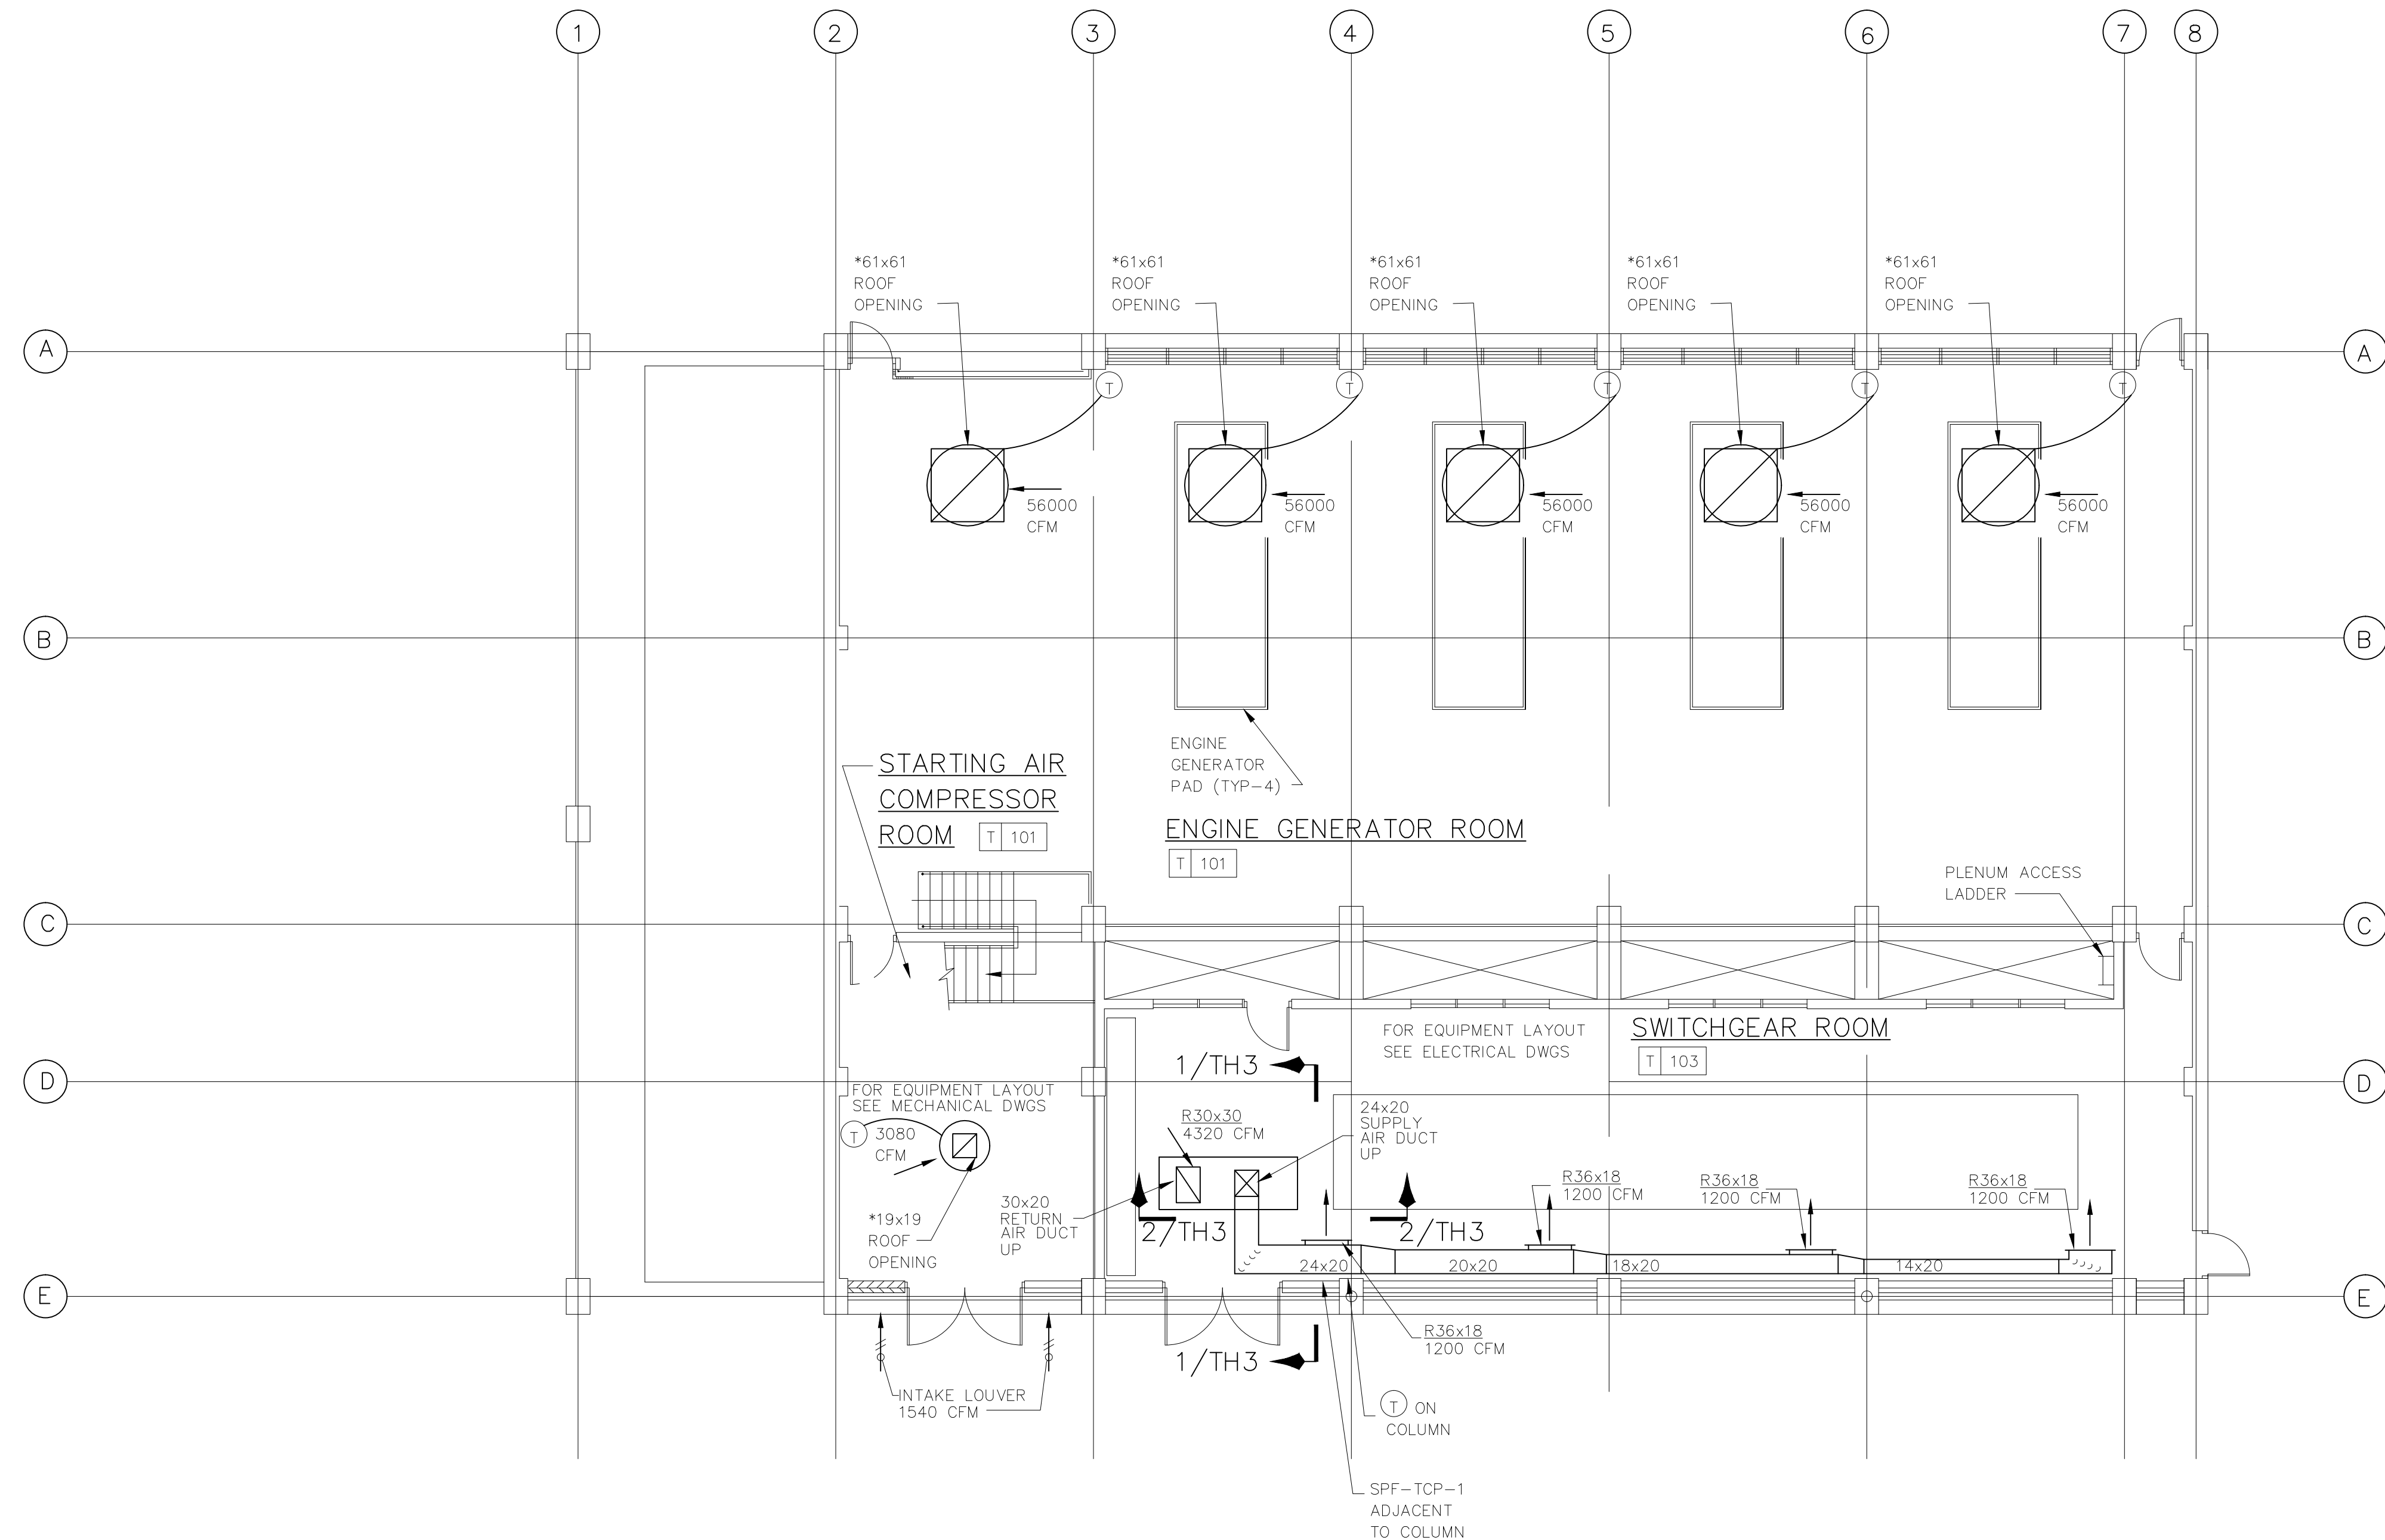 1
2
3
4
5
6
7
8
*61x61
ROOF
OPENING
*61x61
ROOF
OPENING
*61x61
ROOF
OPENING
*61x61
ROOF
OPENING
*61x61
ROOF
OPENING
A
A
T
T
T
T
T
56000
CFM
56000
CFM
56000
CFM
56000
CFM
56000
CFM
B
B
ENGINE
GENERATOR
PAD (TYP-4)
STARTING AIR
COMPRESSOR
ROOM
T 101
ENGINE GENERATOR ROOM
T 101
PLENUM ACCESS
LADDER
C
C
FOR EQUIPMENT LAYOUT
SEE ELECTRICAL DWGS
SWITCHGEAR ROOM
T 103
1/TH3
D
D
FOR EQUIPMENT LAYOUT
SEE MECHANICAL DWGS
T
3080
CFM
R30x30
4320 CFM
24x20
SUPPLY
AIR DUCT
UP
R36x18
1200 CFM
R36x18
1200 CFM
R36x18
1200 CFM
*19x19
ROOF
OPENING
30x20
RETURN
AIR DUCT
UP
2/TH3
2/TH3
24x20
20x20
18x20
14x20
E
E
R36x18
1200 CFM
1/TH3
INTAKE LOUVER
1540 CFM
T ON
COLUMN
SPF-TCP-1
ADJACENT
TO COLUMN